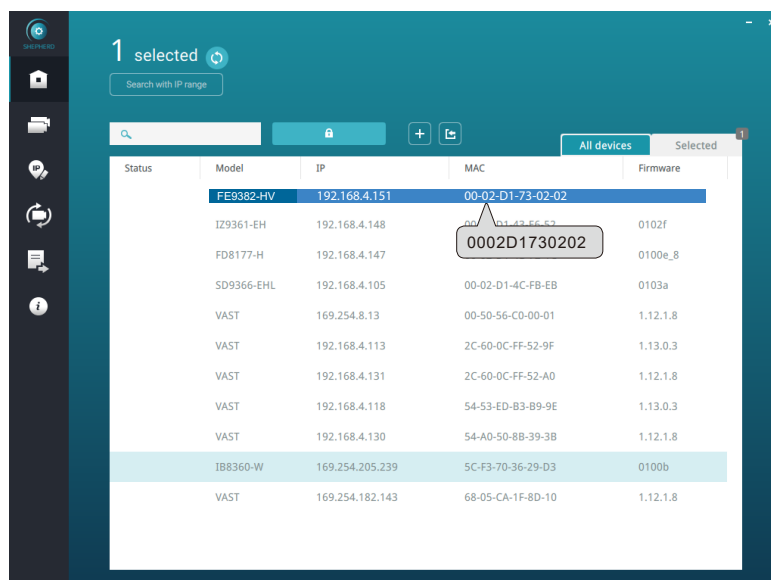 SHEPHERD
1 selected
Search with IP range
All devices Selected 1
Status Model IP MAC Firmware
FE9382-HV 192.168.4.151 00-02-D1-73-02-02
IZ9361-EH 192.168.4.148 0102f
0002D1730202
FD8177-H 192.168.4.147 0100e_8
SD9366-EHL 192.168.4.105 00-02-D1-4C-FB-EB 0103a
VAST 169.254.8.13 00-50-56-C0-00-01 1.12.1.8
VAST 192.168.4.113 2C-60-0C-FF-52-9F 1.13.0.3
VAST 192.168.4.131 2C-60-0C-FF-52-A0 1.12.1.8
VAST 192.168.4.118 54-53-ED-B3-B9-9E 1.13.0.3
VAST 192.168.4.130 54-A0-50-8B-39-3B 1.12.1.8
IB8360-W 169.254.205.239 5C-F3-70-36-29-D3 0100b
VAST 169.254.182.143 68-05-CA-1F-8D-10 1.12.1.8